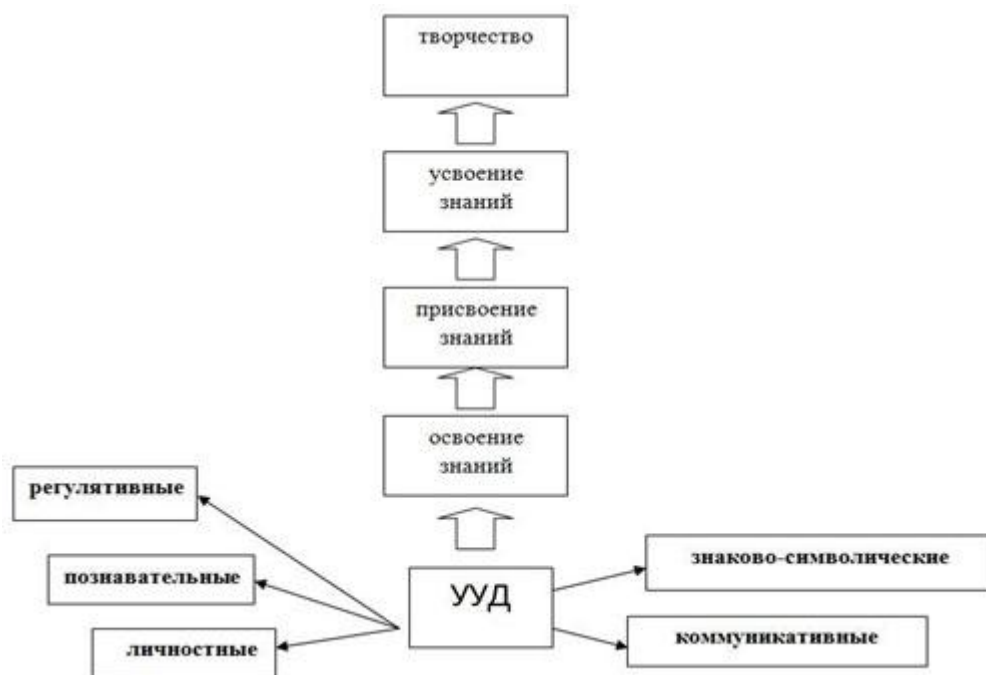 творчество
усвоение
знаний
присвоение
знаний
освоение
знаний
регулятивные
знаково-символические
познавательные
УУД
коммуникативные
личностные